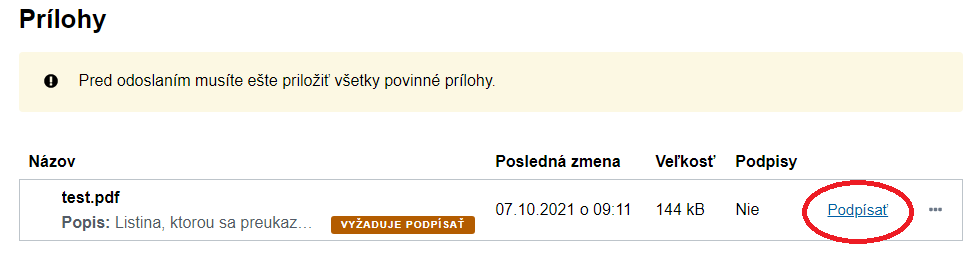 Prílohy
Pred odoslaním musíte ešte priložiť všetky povinné prílohy.
Názov Posledná zmena Veľkosť Podpisy
test.pdf
07.10.2021 o 09:11 144 kB Nie Podpísať
Popis: Listina, ktorou sa preukaz... VYŽADUJE PODPÍSAŤ